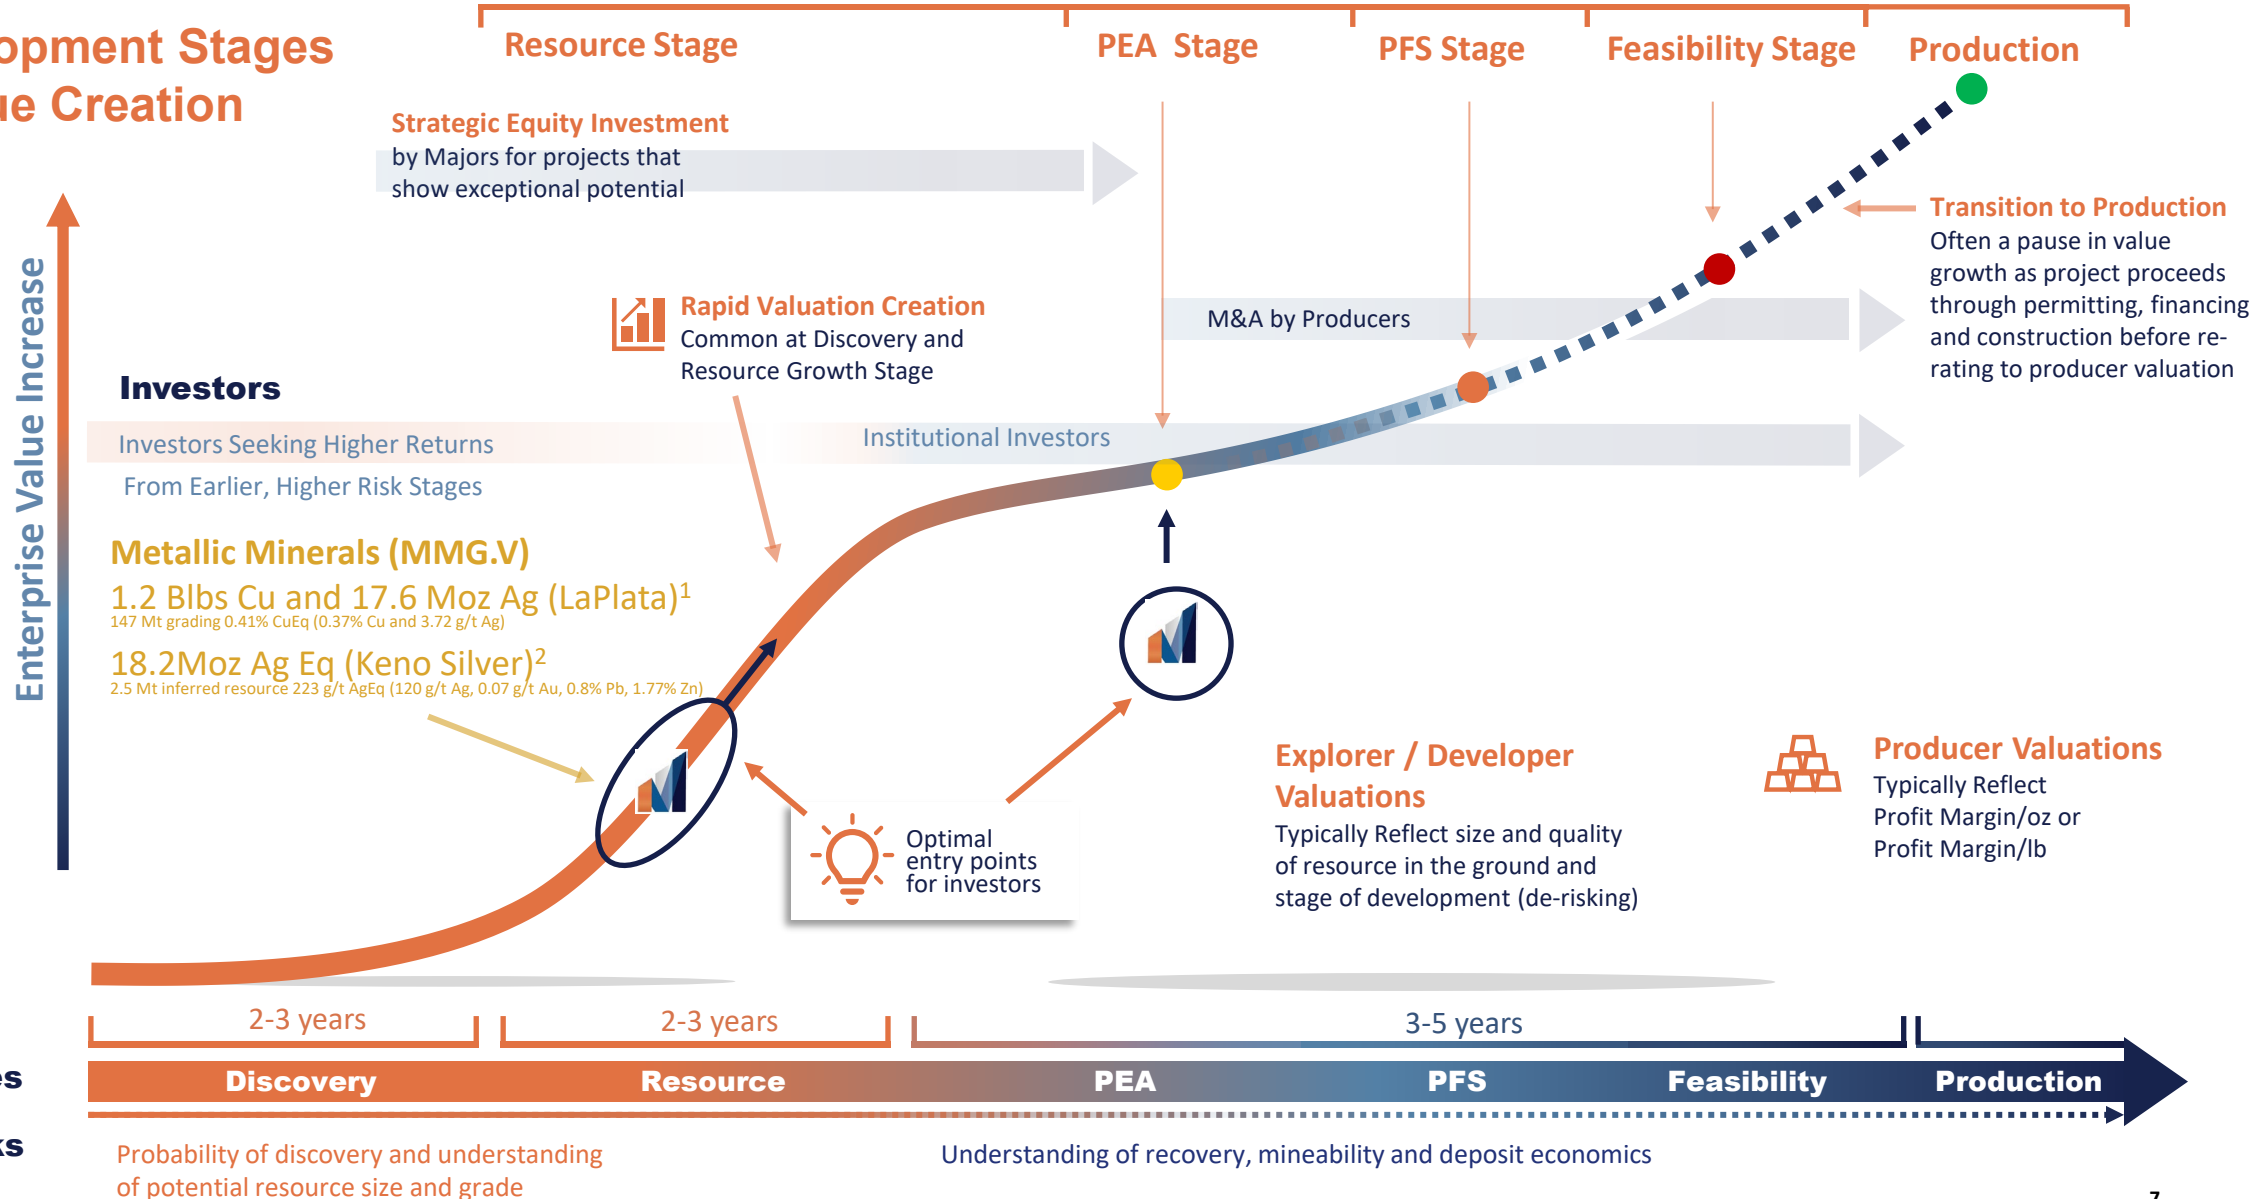 opment Stages
ue Creation
Resource Stage
PEA Stage
PFS Stage
Feasibility Stage
Production
Strategic Equity Investment
by Majors for projects that
show exceptional potential
Transition to Production
Often a pause in value
growth as project proceeds
through permitting, financing
and construction before re-
rating to producer valuation
Enterprise Value Increase
Rapid Valuation Creation
Common at Discovery and
Resource Growth Stage
M&A by Producers
Investors
Investors Seeking Higher Returns
From Earlier, Higher Risk Stages
Institutional Investors
Metallic Minerals (MMG.V)
1.2 Blbs Cu and 17.6 Moz Ag (LaPlata)1
147 Mt grading 0.41% CuEq (0.37% Cu and 3.72 g/t Ag)
18.2Moz Ag Eq (Keno Silver)2
2.5 Mt inferred resource 223 g/t AgEq (120 g/t Ag, 0.07 g/t Au, 0.8% Pb, 1.77% Zn)
Optimal
entry points
for investors
Explorer / Developer
Valuations
Typically Reflect size and quality
of resource in the ground and
stage of development (de-risking)
Producer Valuations
Typically Reflect
Profit Margin/oz or
Profit Margin/lb
2-3 years
2-3 years
3-5 years
es
Discovery
Resource
PEA
PFS
Feasibility
Production
ks
Probability of discovery and understanding
of potential resource size and grade
Understanding of recovery, mineability and deposit economics
7